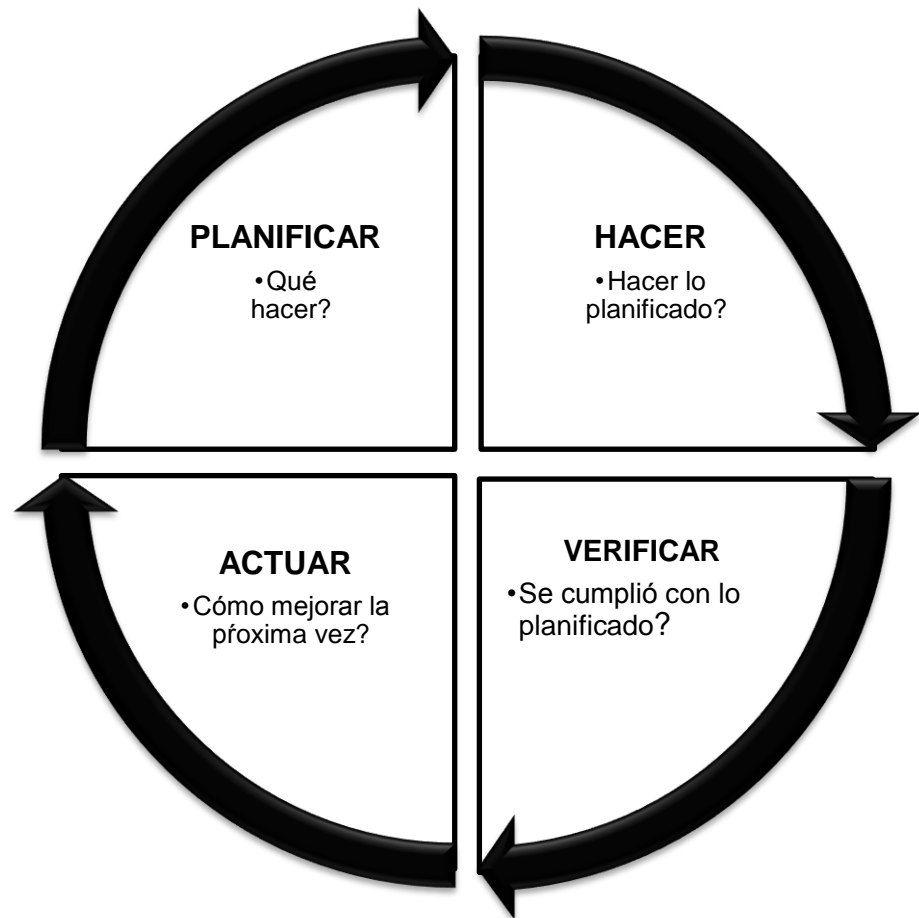 PLANIFICAR
•Qué
hacer?
HACER
•Hacer lo
planificado?
ACTUAR
•Cómo mejorar la
pŕoxima vez?
VERIFICAR
•Se cumplió con lo
planificado?